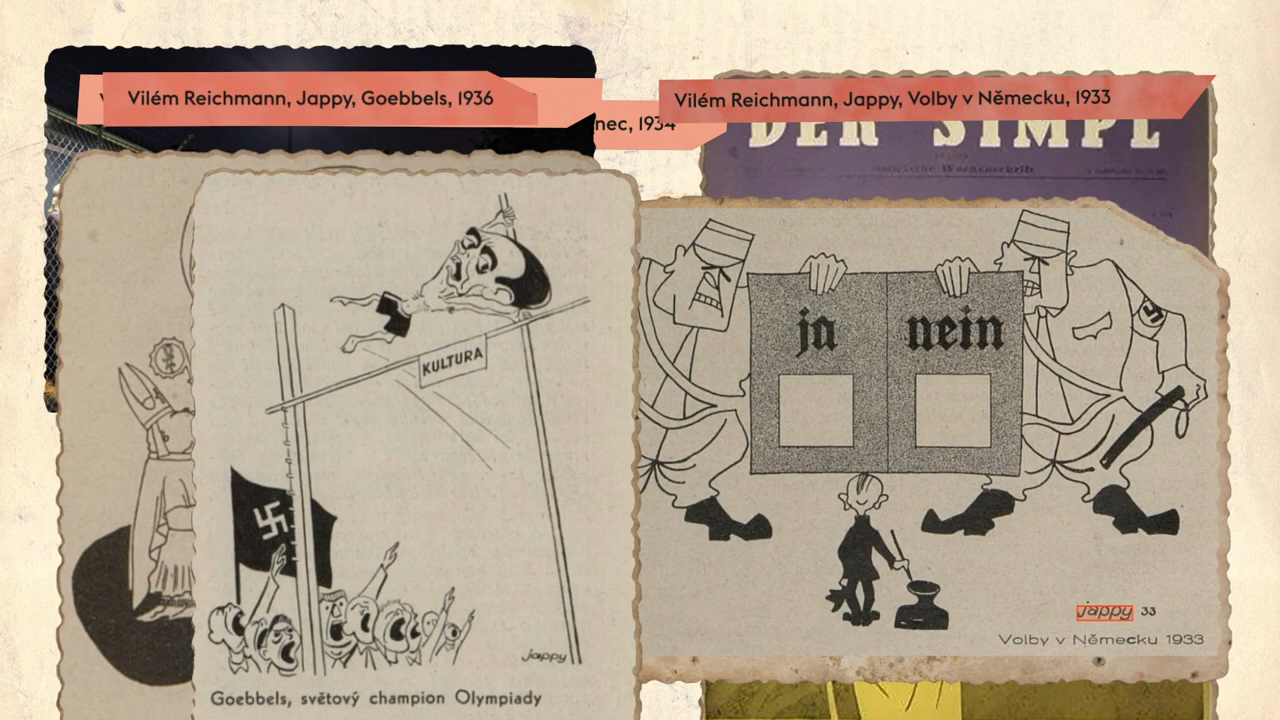 Vilém Reichmann, Jappy, Goebbels, 1936
nec, 1934
Vilém Reichmann, Jappy, Volby v Německu, 1933
DER SIMPL
KULTURA
jappy
Goebbels, světový champion Olympiady
ja nein
jappy 33
Volby v Německu 1933